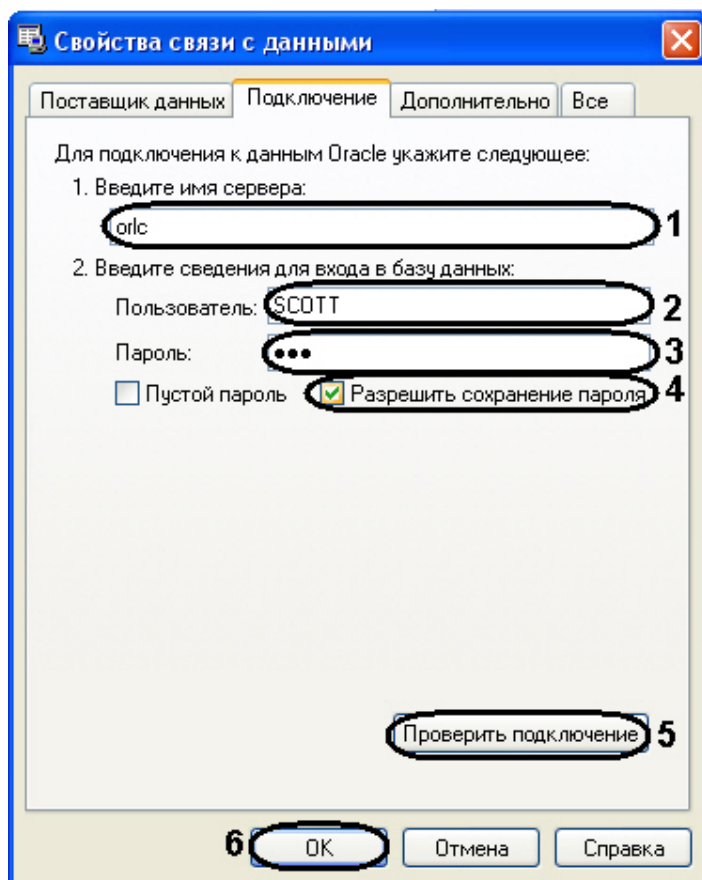 Свойства связи с данными
Поставщик данных Подключение Дополнительно Все
Для подключения к данным Oracle укажите следующее:
1. Введите имя сервера:
orlc 1
2. Введите сведения для входа в базу данных:
Пользователь: SCOTT 2
Пароль: ●●● 3
Пустой пароль Разрешить сохранение пароля 4
Проверить подключение 5
6 OK Отмена Справка